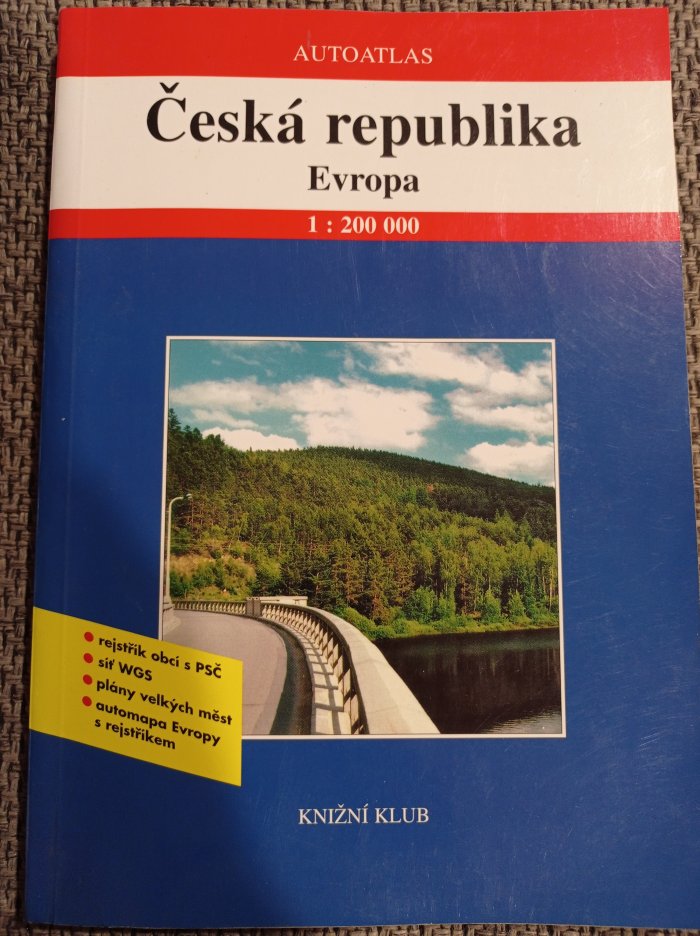 AUTOATLAS
Česká republika
Evropa
1 : 200 000
● rejstřík obcí s PSČ
● síť WGS
● plány velkých měst
● automapa Evropy
s rejstříkem
KNIŽNÍ KLUB